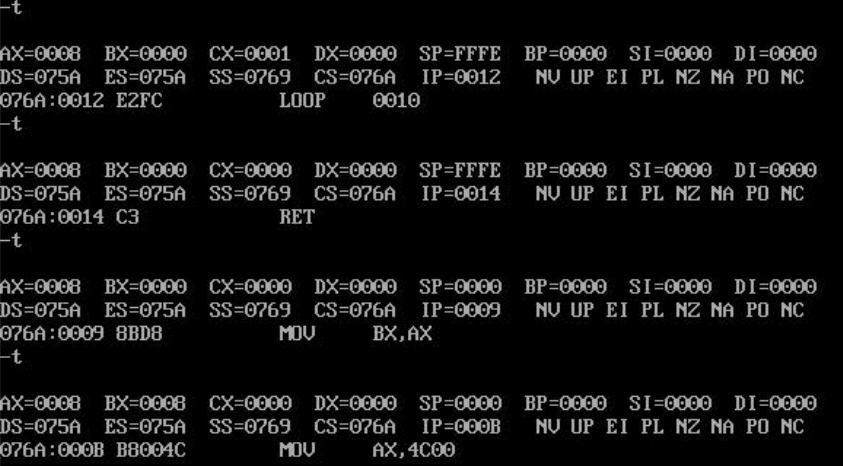 -t
AX=0008 BX=0000 CX=0001 DX=0000 SP=FFFE BP=0000 SI=0000 DI=0000
DS=075A ES=075A SS=0769 CS=076A IP=0012 NV UP EI PL NZ NA PO NC
076A:0012 E2FC LOOP 0010
-t
AX=0008 BX=0000 CX=0000 DX=0000 SP=FFFE BP=0000 SI=0000 DI=0000
DS=075A ES=075A SS=0769 CS=076A IP=0014 NV UP EI PL NZ NA PO NC
076A:0014 C3 RET
-t
AX=0008 BX=0000 CX=0000 DX=0000 SP=0000 BP=0000 SI=0000 DI=0000
DS=075A ES=075A SS=0769 CS=076A IP=0009 NV UP EI PL NZ NA PO NC
076A:0009 8BD8 MOV BX,AX
-t
AX=0008 BX=0008 CX=0000 DX=0000 SP=0000 BP=0000 SI=0000 DI=0000
DS=075A ES=075A SS=0769 CS=076A IP=000B NV UP EI PL NZ NA PO NC
076A:000B B8004C MOV AX,4C00